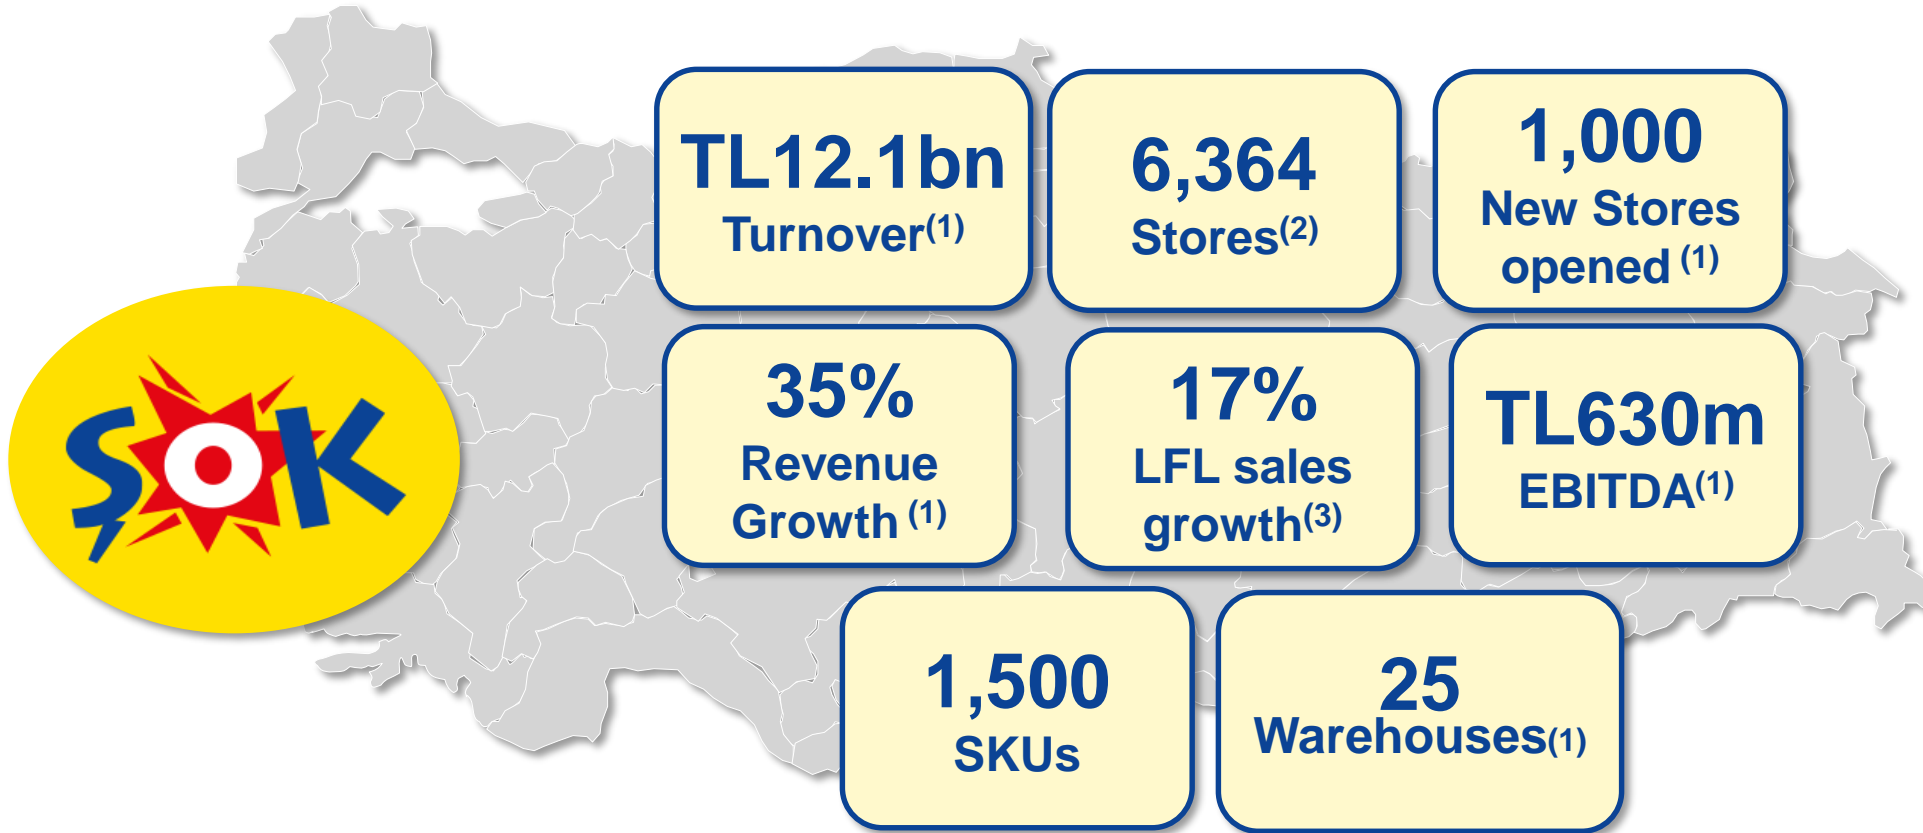 ŞOK
TL12.1bn
Turnover(1)
6,364
Stores(2)
1,000
New Stores
opened (1)
35%
Revenue
Growth (1)
17%
LFL sales
growth(3)
TL630m
EBITDA(1)
1,500
SKUs
25
Warehouses(1)